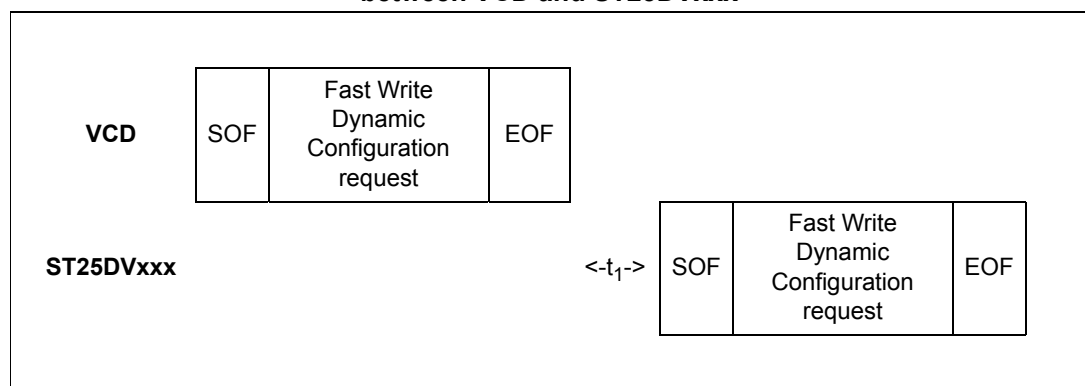 between VCD and ST25DVxxx
VCD
SOF
Fast Write
Dynamic
Configuration
request
EOF
ST25DVxxx
<-t1->
SOF
Fast Write
Dynamic
Configuration
request
EOF